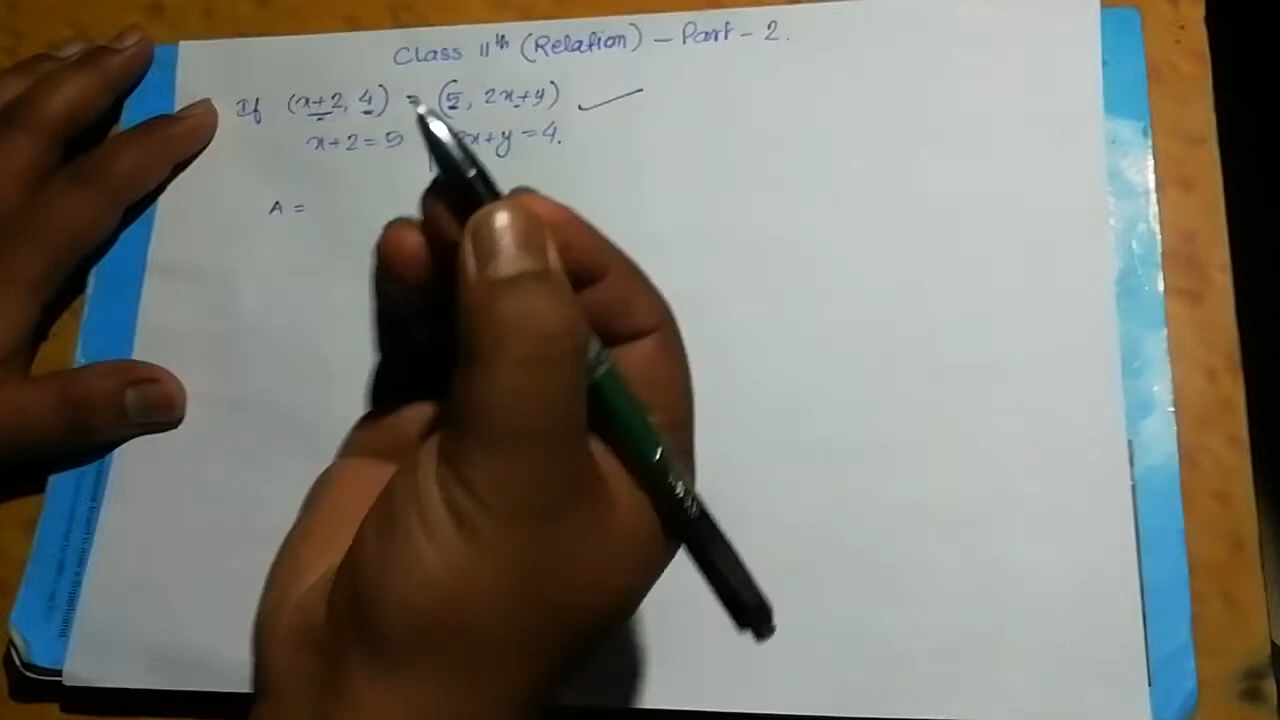 Class 11th (Relation) - Part - 2.
If (x+2, 4) = (5, 2x+y)
x+2 = 5 x+y = 4.
A =